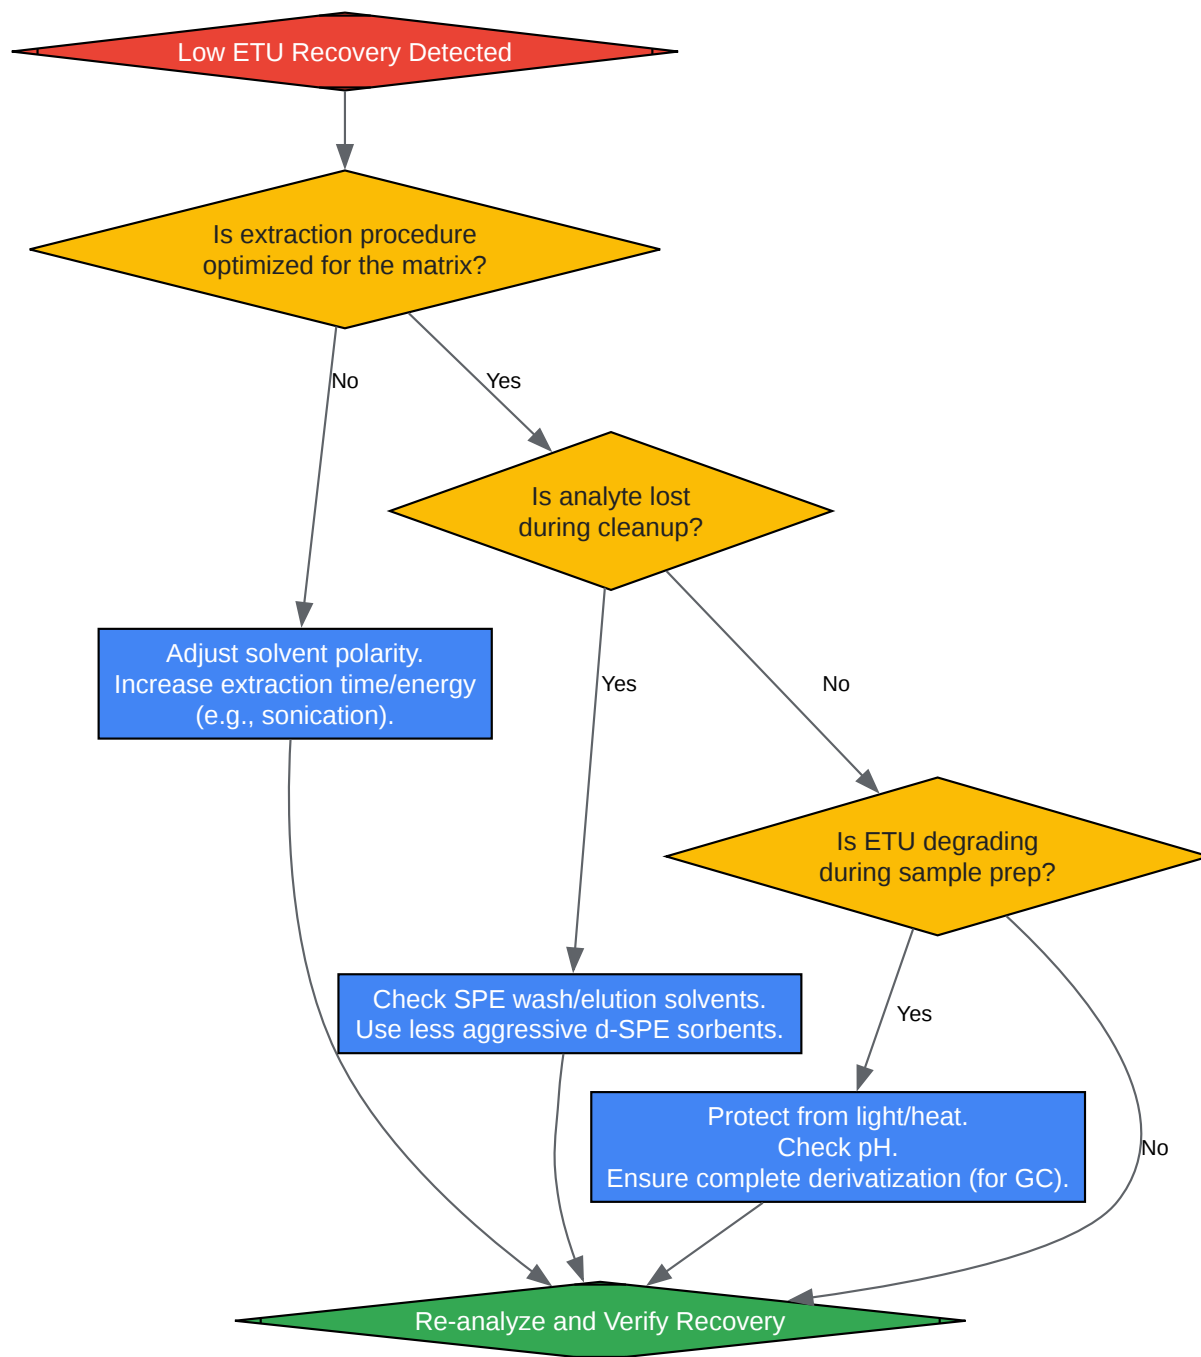 Low ETU Recovery Detected
Is extraction procedure
optimized for the matrix?
No
Yes
Is analyte lost
during cleanup?
Adjust solvent polarity.
Increase extraction time/energy
(e.g., sonication).
Yes
No
Is ETU degrading
during sample prep?
Check SPE wash/elution solvents.
Use less aggressive d-SPE sorbents.
Yes
Protect from light/heat.
Check pH.
Ensure complete derivatization (for GC).
No
Re-analyze and Verify Recovery